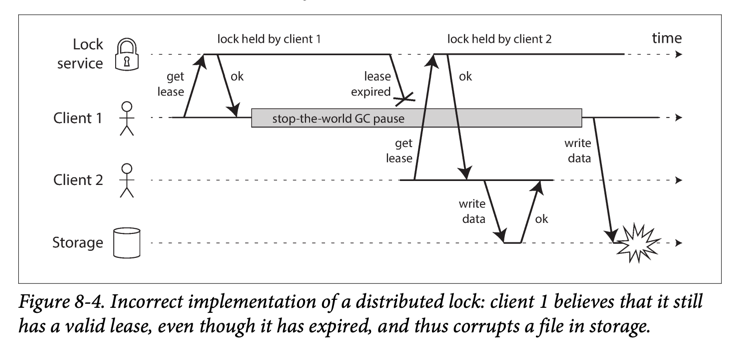 lock held by client 1
lock held by client 2
time
Lock
service
get
lease
ok
lease
expired
ok
Client 1
stop-the-world GC pause
get
lease
write
data
Client 2
write
data
ok
Storage
Figure 8-4. Incorrect implementation of a distributed lock: client 1 believes that it still
has a valid lease, even though it has expired, and thus corrupts a file in storage.